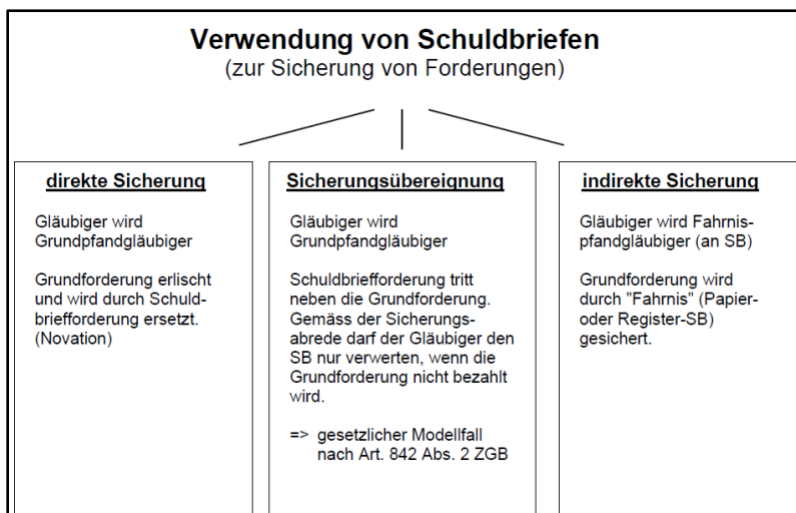 Verwendung von Schuldbriefen
(zur Sicherung von Forderungen)
direkte Sicherung
Gläubiger wird
Grundpfandgläubiger
Grundforderung erlischt
und wird durch Schuld-
briefforderung ersetzt.
(Novation)
Sicherungsübereignung
Gläubiger wird
Grundpfandgläubiger
Schuldbriefforderung tritt
neben die Grundforderung.
Gemäss der Sicherungs-
abrede darf der Gläubiger den
SB nur verwerten, wenn die
Grundforderung nicht bezahlt
wird.
=> gesetzlicher Modellfall
nach Art. 842 Abs. 2 ZGB
indirekte Sicherung
Gläubiger wird Fahrnis-
pfandgläubiger (an SB)
Grundforderung wird
durch "Fahrnis" (Papier-
oder Register-SB)
gesichert.